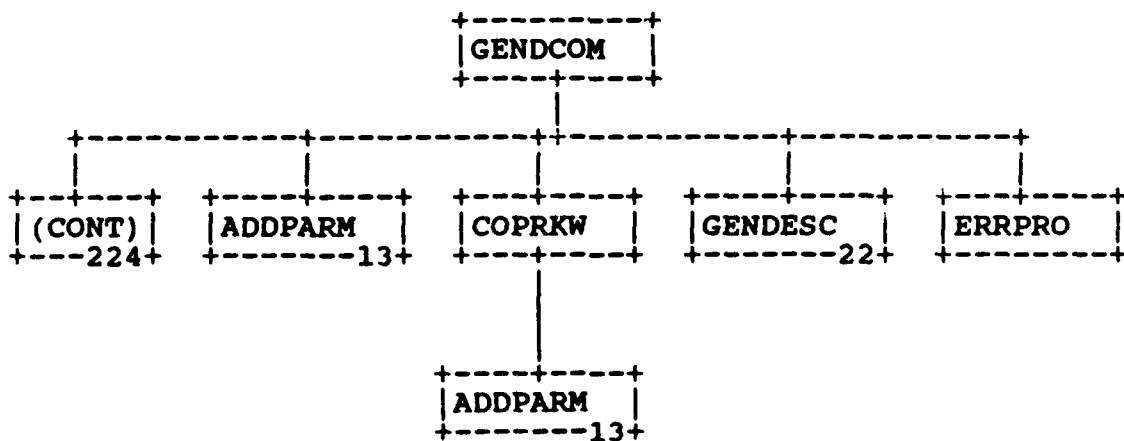 GENDCOM
(CONT) ADDPARM COPRKW GENDESC ERRPRO
224 13 22
ADDPARM
13